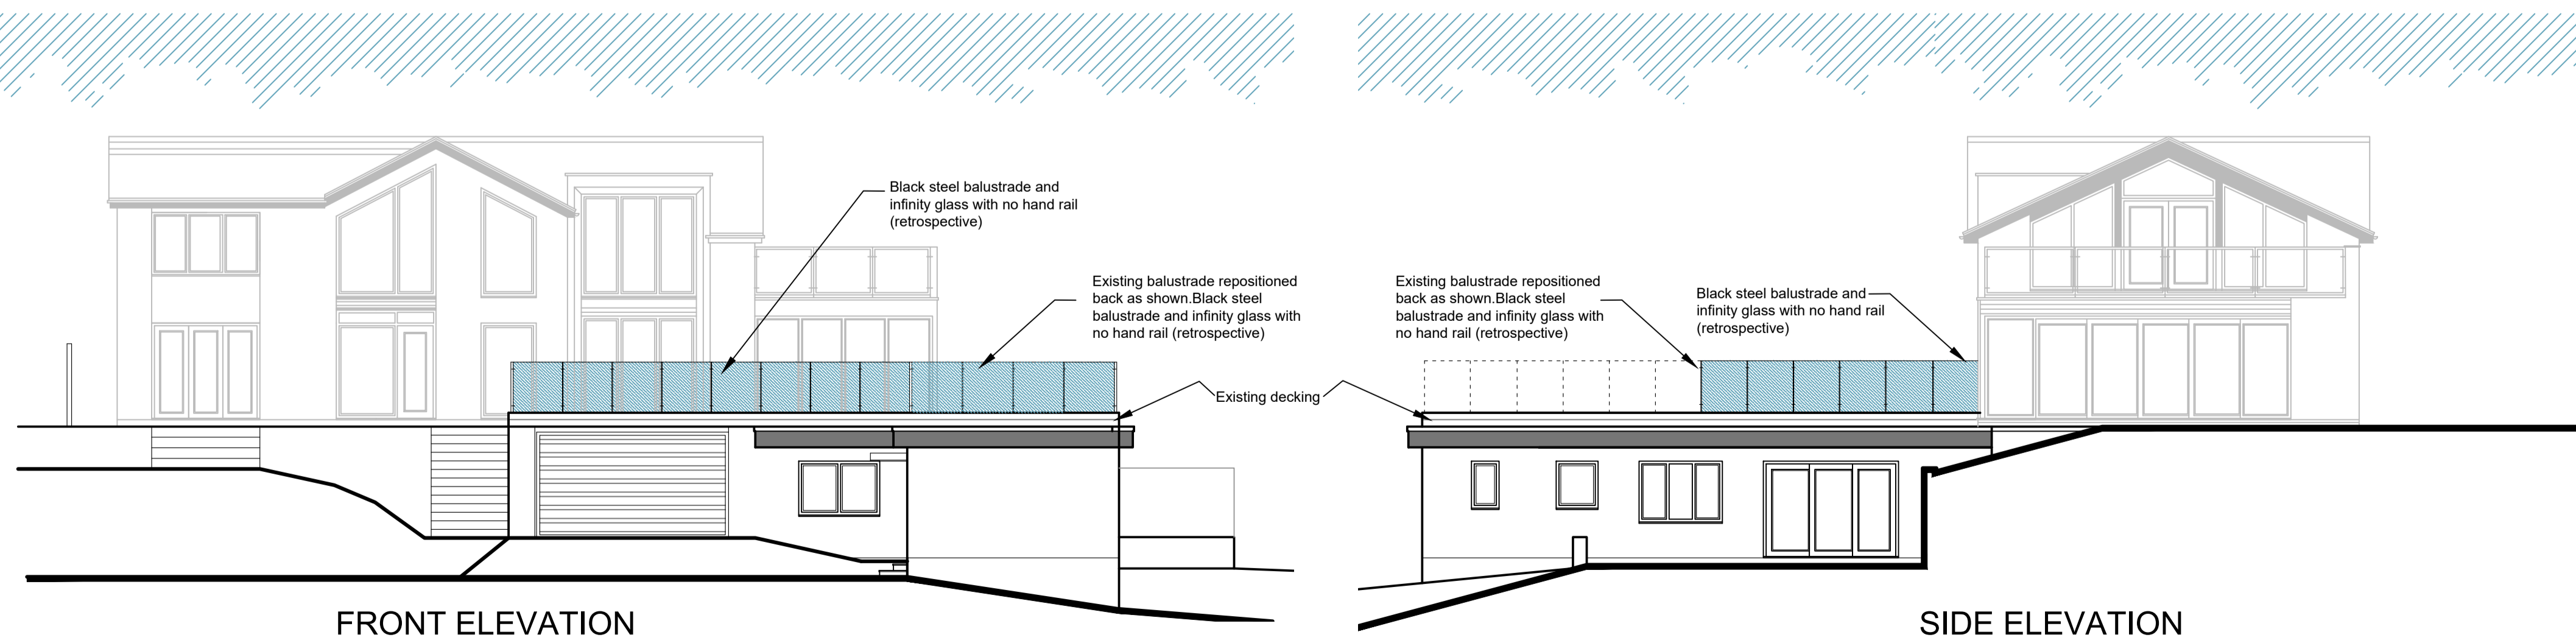 Black steel balustrade and
infinity glass with no hand rail
(retrospective)
Existing balustrade repositioned
back as shown.Black steel
balustrade and infinity glass with
no hand rail (retrospective)
Existing decking
FRONT ELEVATION
Existing balustrade repositioned
back as shown.Black steel
balustrade and infinity glass with
no hand rail (retrospective)
Black steel balustrade and
infinity glass with no hand rail
(retrospective)
SIDE ELEVATION